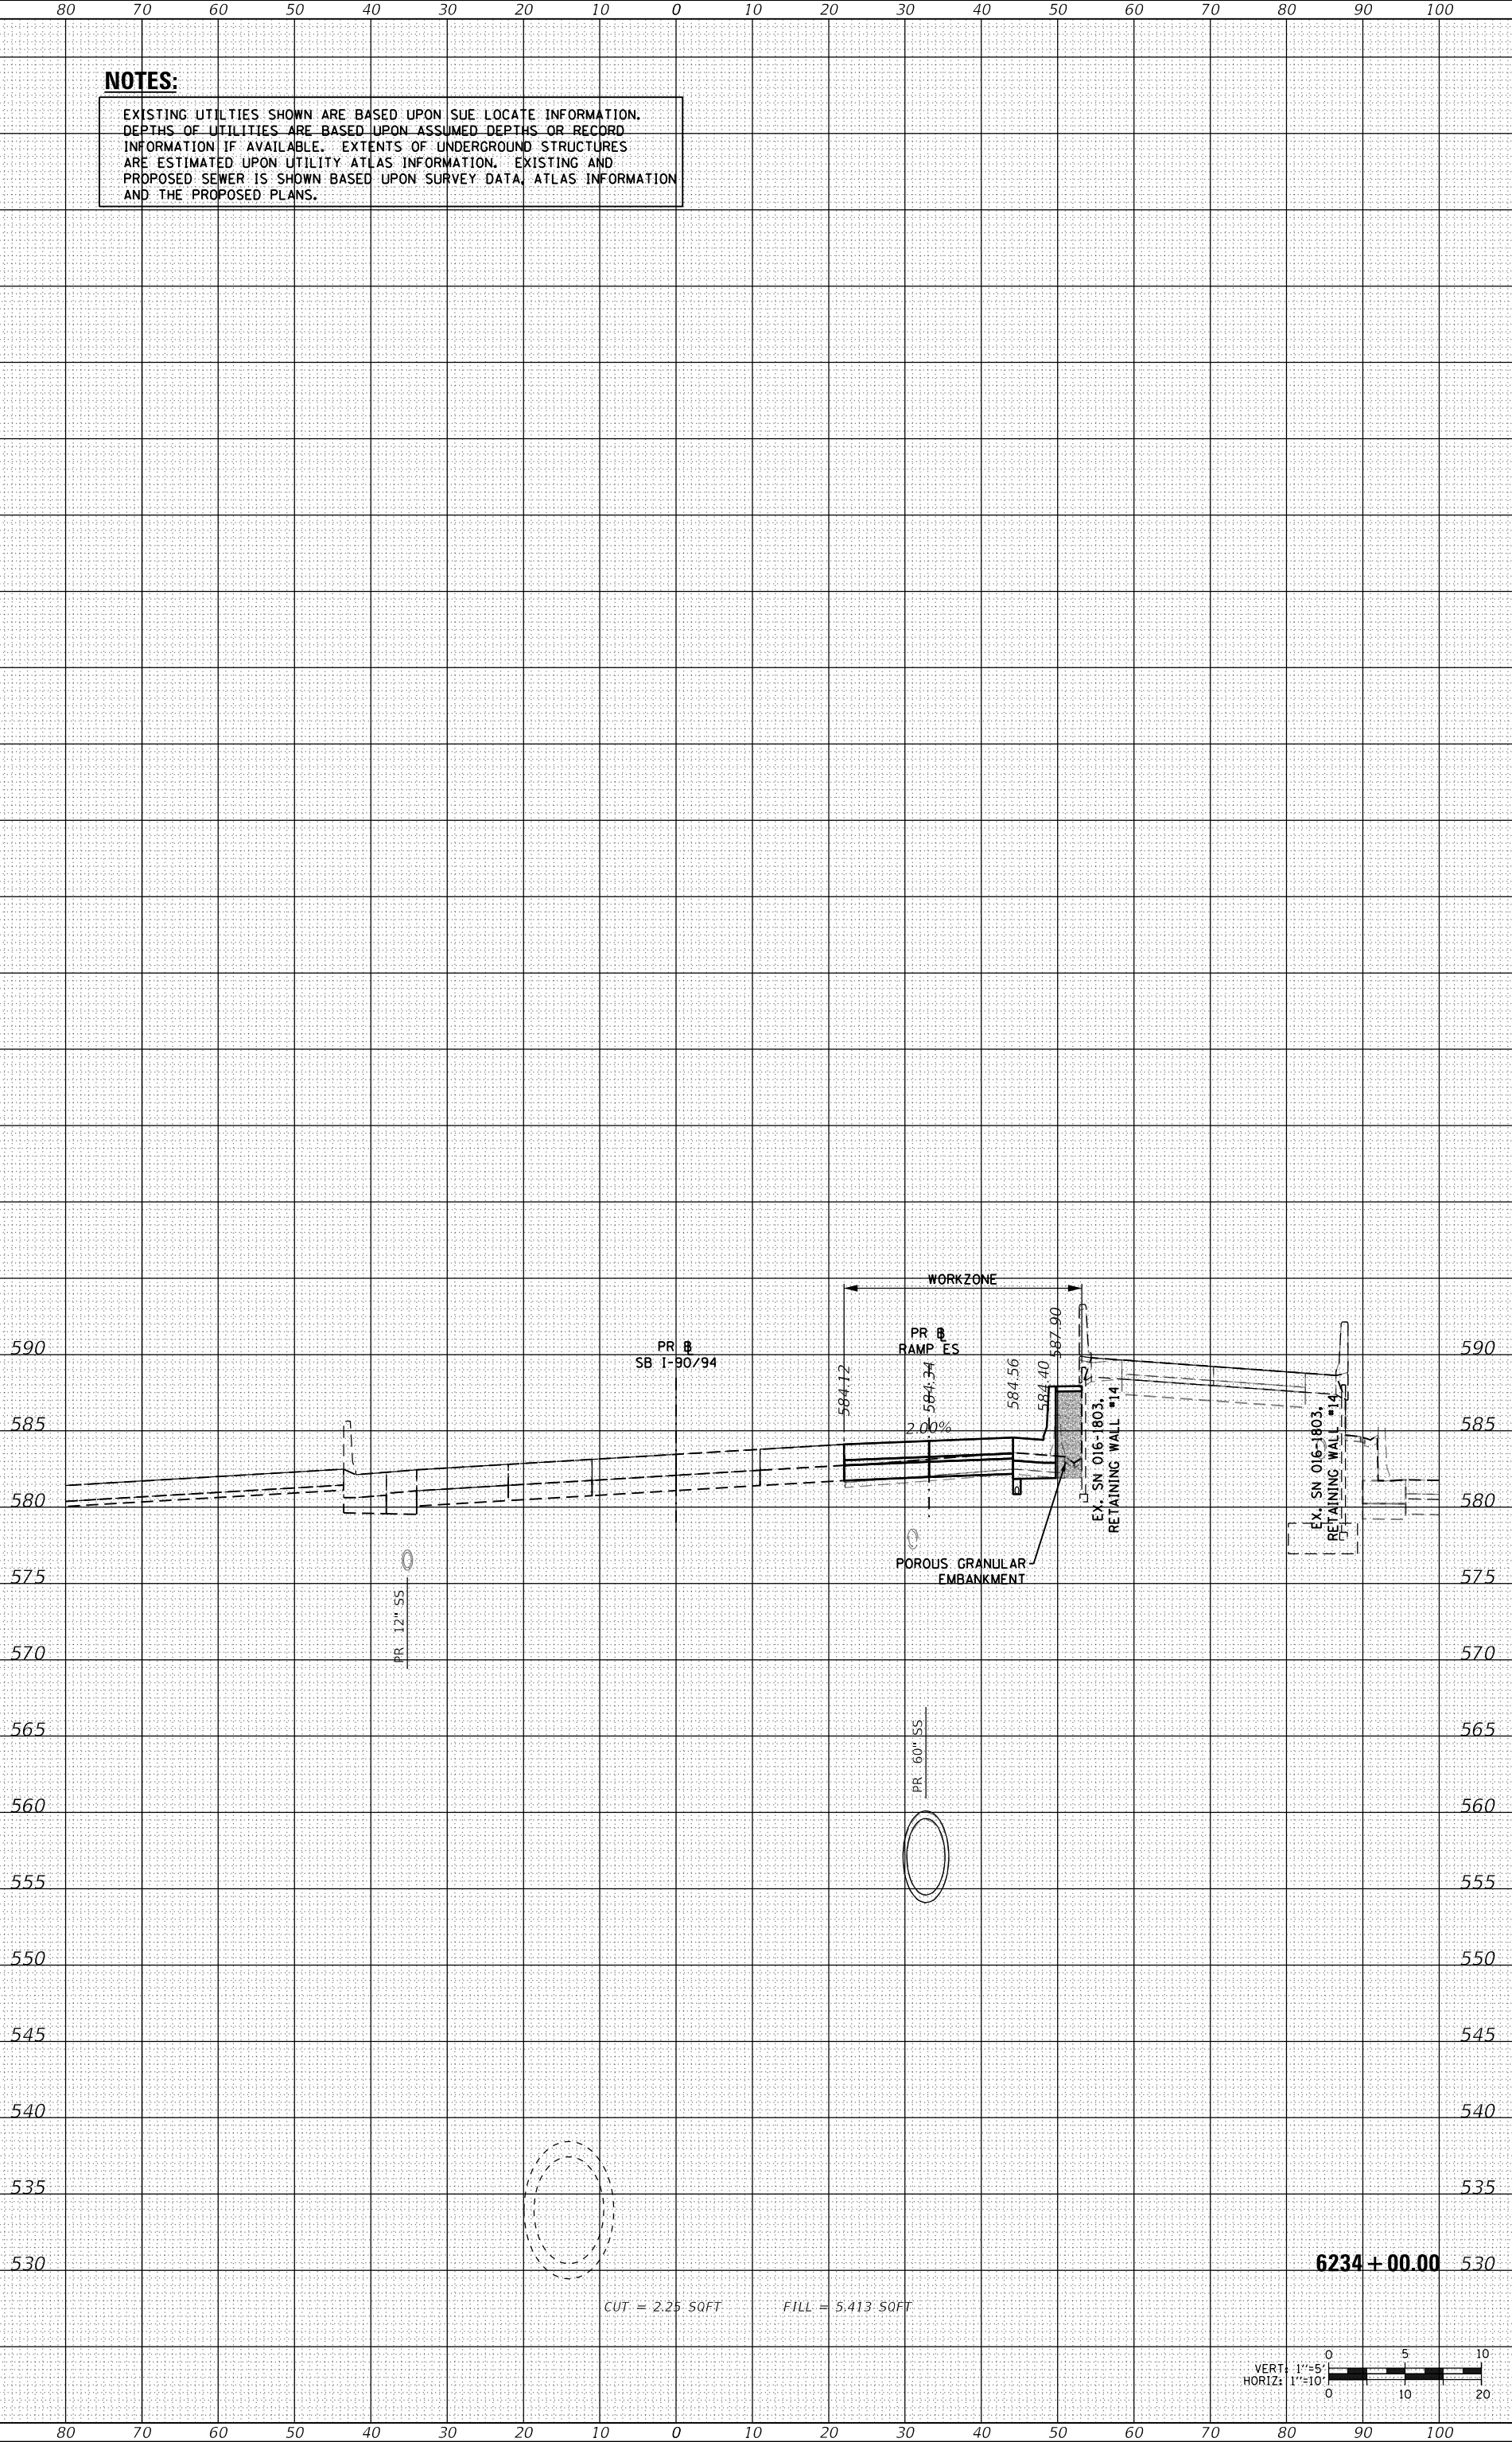 80 70 60 50 40 30 20 10 0 10 20 30 40 50 60 70 80 90 100
NOTES:
EXISTING UTILTIES SHOWN ARE BASED UPON SUE LOCATE INFORMATION.
DEPTHS OF UTILITIES ARE BASED UPON ASSUMED DEPTHS OR RECORD
INFORMATION IF AVAILABLE. EXTENTS OF UNDERGROUND STRUCTURES
ARE ESTIMATED UPON UTILITY ATLAS INFORMATION. EXISTING AND
PROPOSED SEWER IS SHOWN BASED UPON SURVEY DATA, ATLAS INFORMATION
AND THE PROPOSED PLANS.
WORKZONE
PR ℄
SB I-90/94
PR ℄
RAMP ES
584.12
584.34
584.56
584.40
587.90
2.00%
EX. SN 016-1803,
RETAINING WALL #14
EX. SN 016-1803,
RETAINING WALL #14
POROUS GRANULAR
EMBANKMENT
PR 12" SS
PR 60" SS
590 590
585 585
580 580
575 575
570 570
565 565
560 560
555 555
550 550
545 545
540 540
535 535
530 6234+00.00 530
CUT = 2.25 SQFT FILL = 5.413 SQFT
0 5 10
VERT: 1"=5'
HORIZ: 1"=10'
0 10 20
80 70 60 50 40 30 20 10 0 10 20 30 40 50 60 70 80 90 100